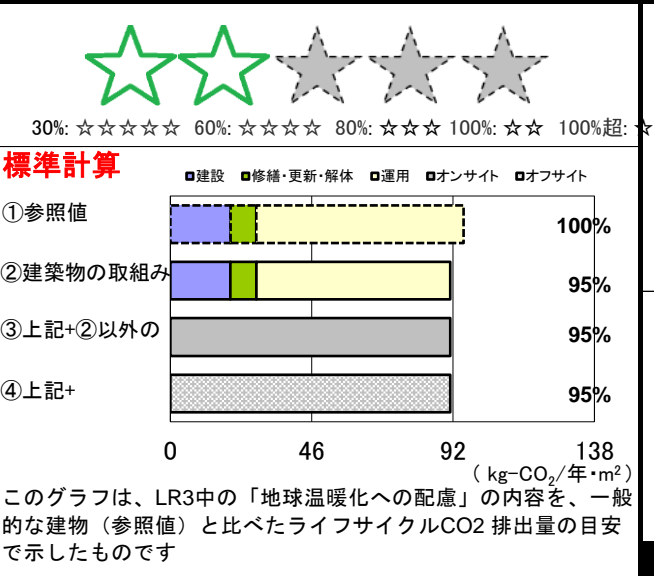 30%: ☆☆☆☆☆ 60%: ☆☆☆☆ 80%: ☆☆☆ 100%: ☆☆ 100%超: ☆
標準計算
■建設 ■修繕・更新・解体 □運用 ■オンサイト ■オフサイト
①参照値 100%
②建築物の取組み 95%
③上記+②以外の 95%
④上記+ 95%
0 46 92 138
( kg-CO₂/年・m² )
このグラフは、LR3中の「地球温暖化への配慮」の内容を、一般
的な建物（参照値）と比べたライフサイクルCO2 排出量の目安
で示したものです